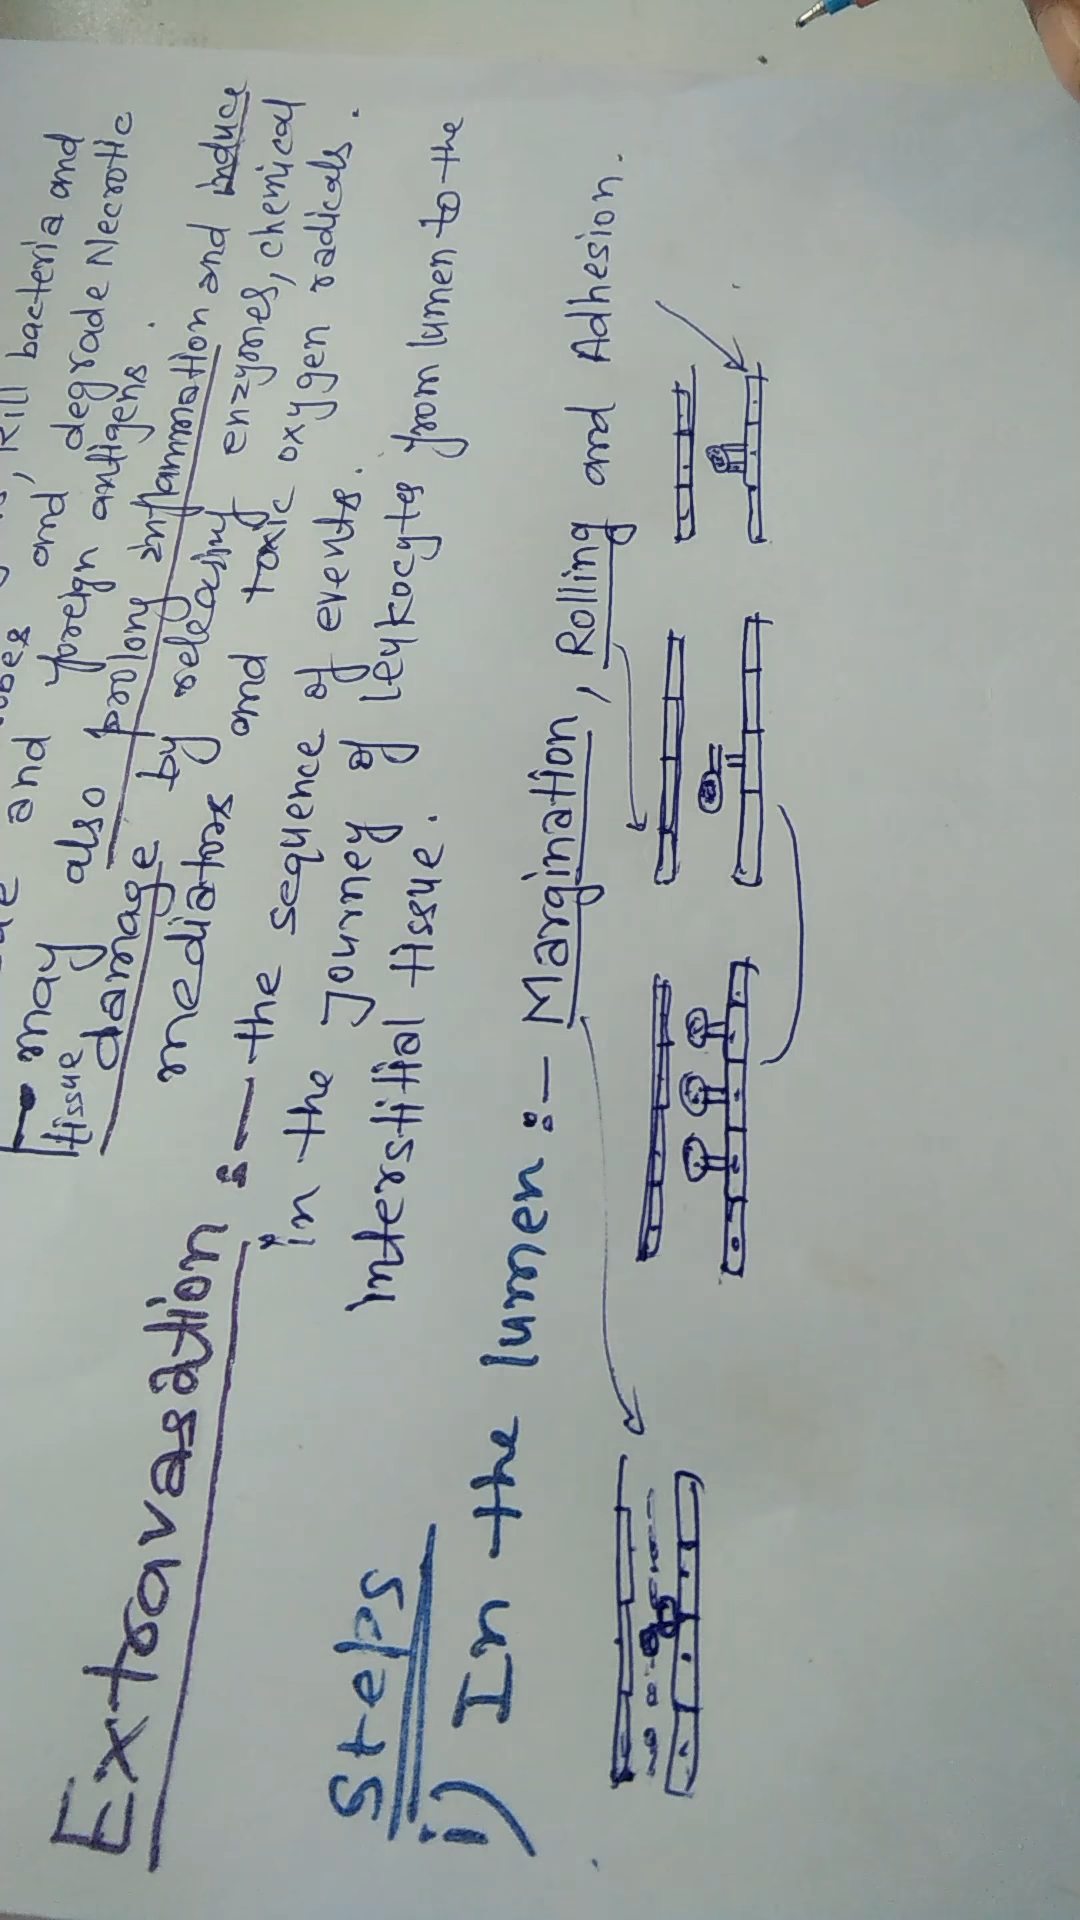 , kill bacteria and
and foreign antigens and degrade Necrotic
tissue.
may also prolong inflammation and induce
damage by releasing enzymes, chemical
mediators and toxic oxygen radicals.
Extravasation :- the sequence of events
in the Journey of leukocytes from lumen to the
Interstitial tissue.
Steps
i) In the lumen :- Margination, Rolling and Adhesion.